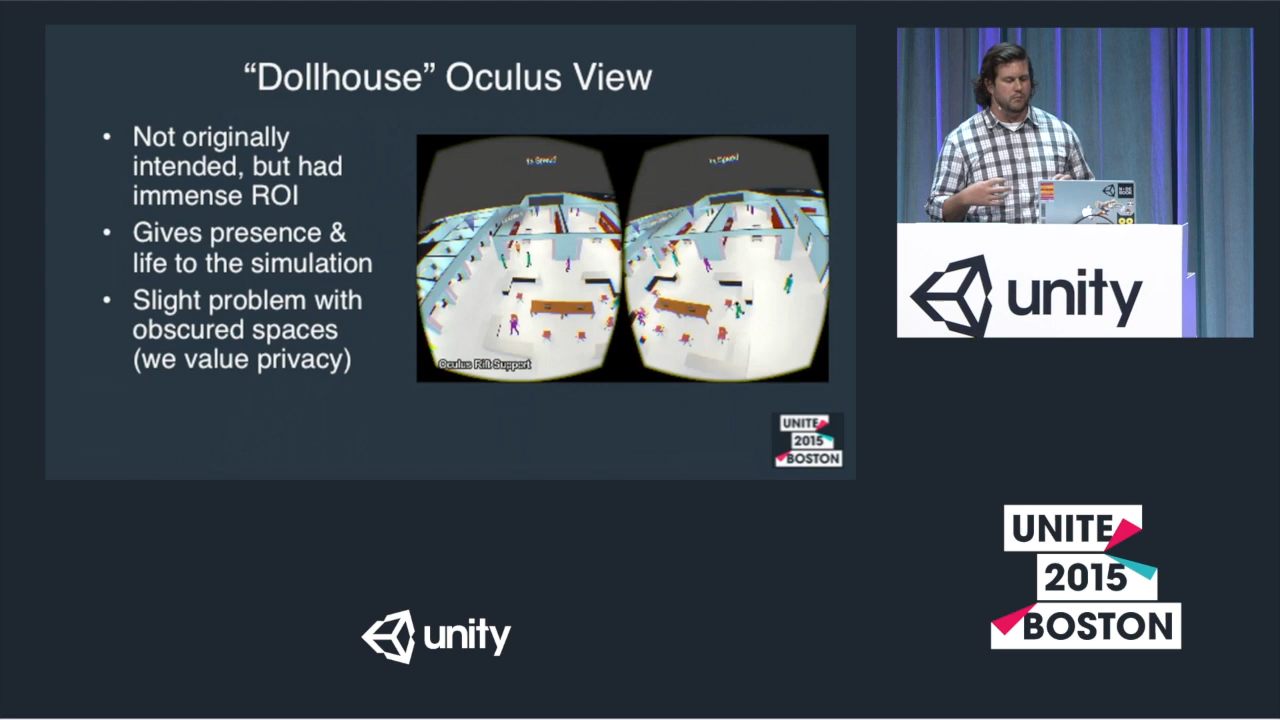 “Dollhouse” Oculus View
• Not originally
intended, but had
immense ROI
• Gives presence &
life to the simulation
• Slight problem with
obscured spaces
(we value privacy)
Oculus Rift Support
UNITE
2015
BOSTON
unity
UNITE
2015
BOSTON
unity